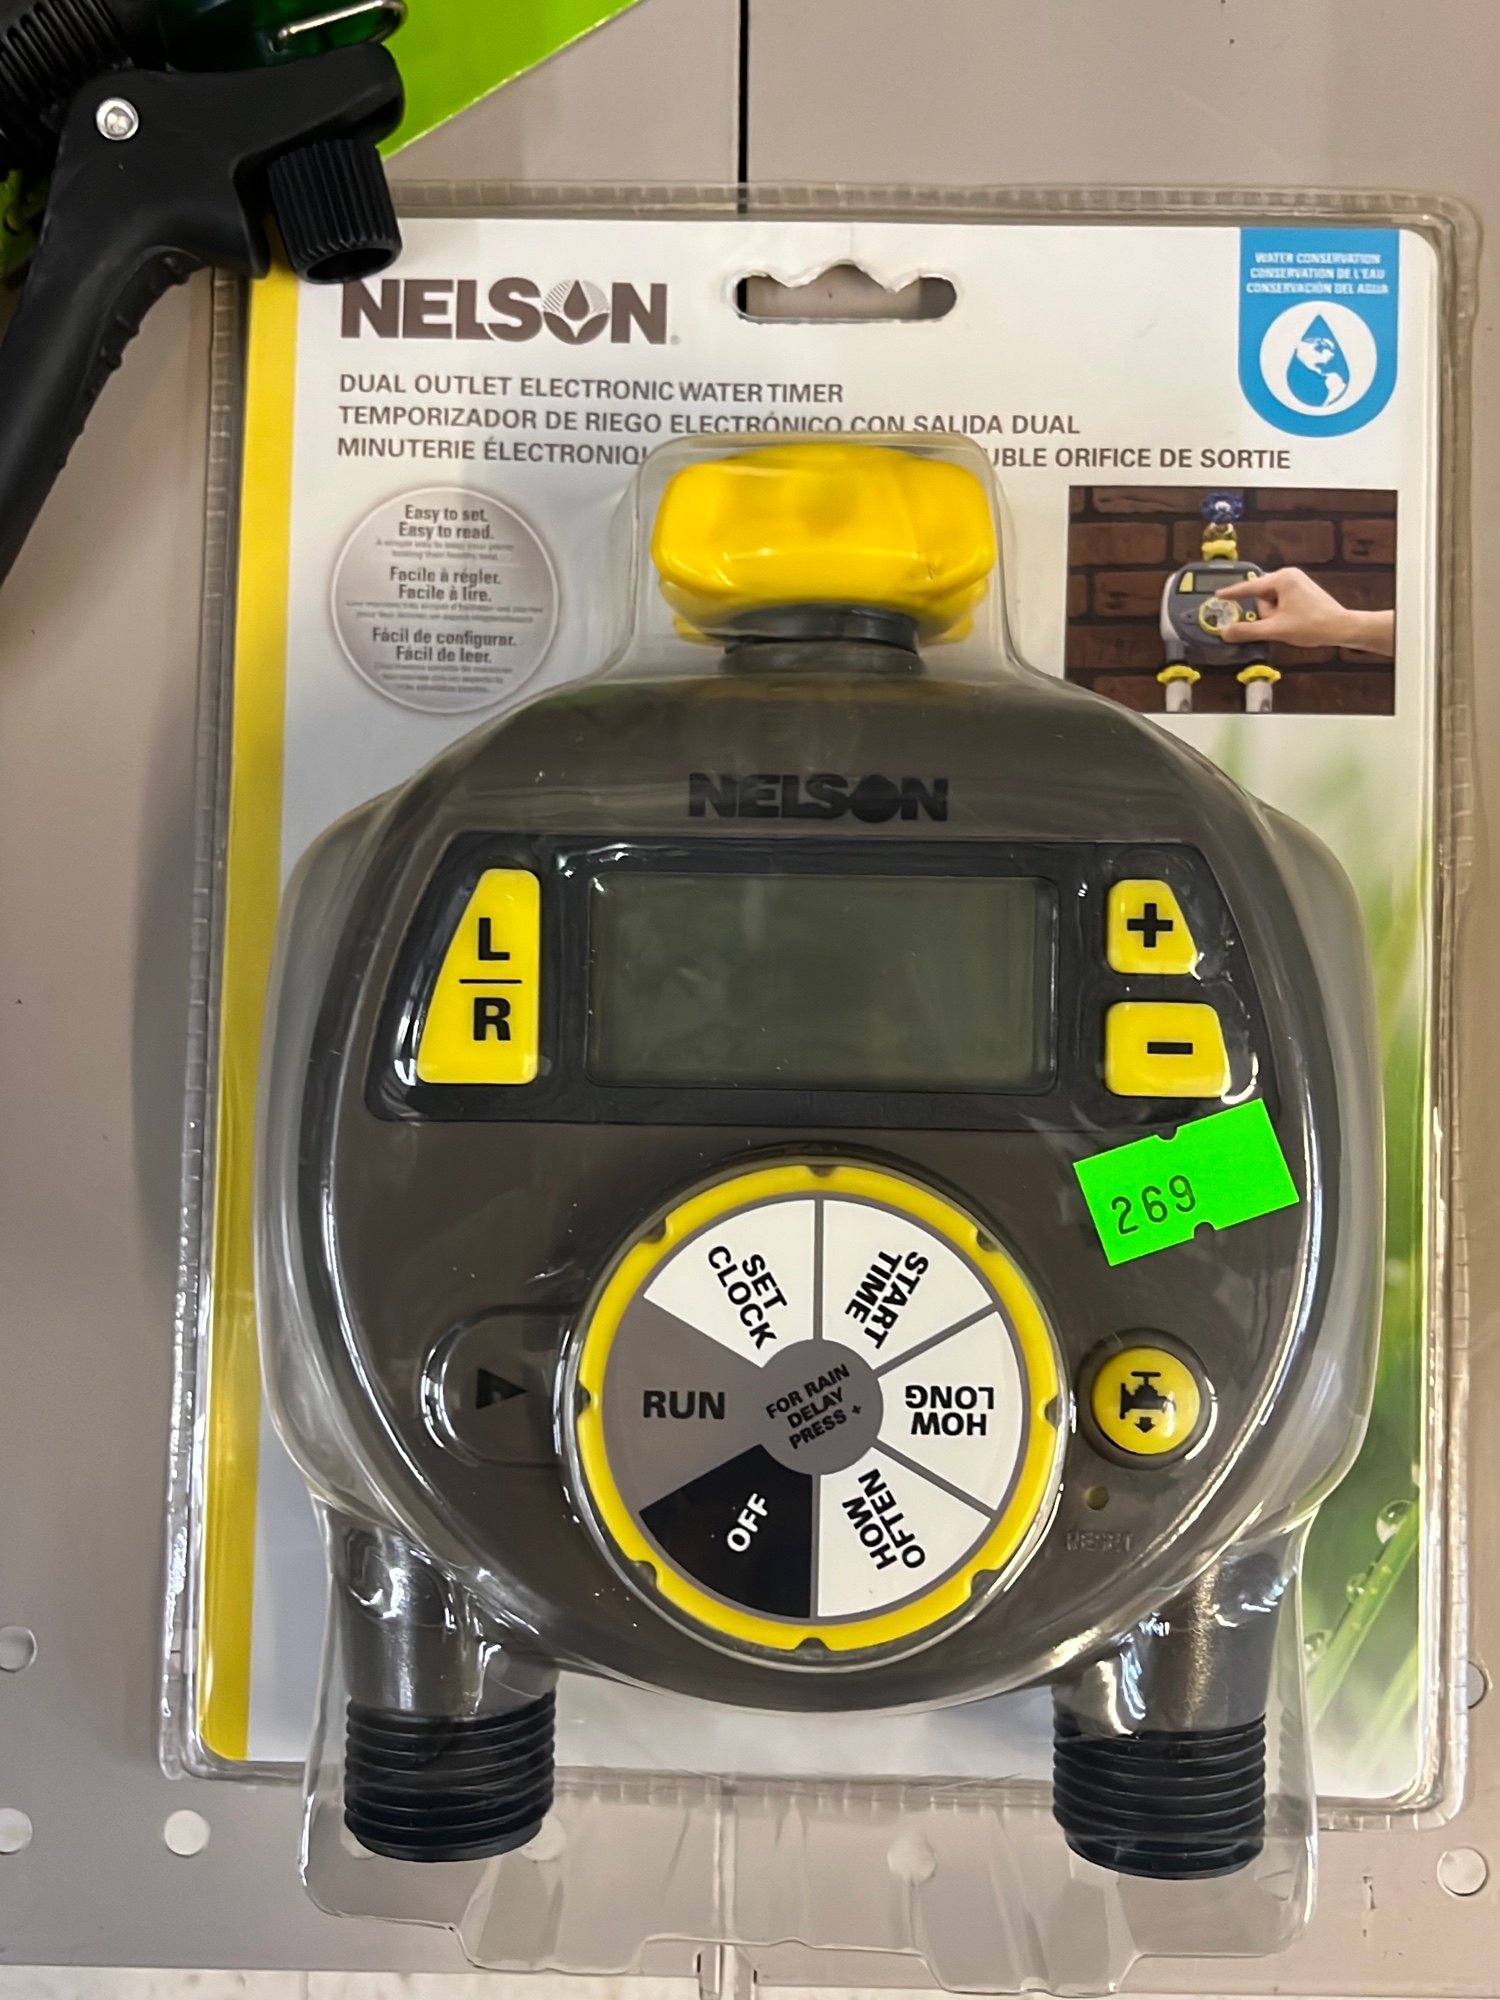 NELSON
WATER CONSERVATION
CONSERVATION DE L'EAU
CONSERVACIÓN DEL AGUA
DUAL OUTLET ELECTRONIC WATER TIMER
TEMPORIZADOR DE RIEGO ELECTRÓNICO CON SALIDA DUAL
MINUTERIE ÉLECTRONIQU UBLE ORIFICE DE SORTIE
Easy to set.
Easy to read.
Facile à régler.
Facile à lire.
Fácil de configurar.
Fácil de leer.
NELSON
L
R
+
-
269
SET
CLOCK
START
TIME
HOW
LONG
HOW
OFTEN
OFF
RUN
FOR RAIN
DELAY
PRESS +
RESET